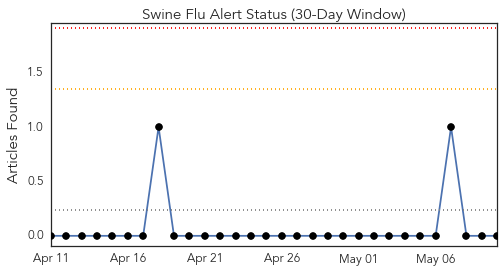 Swine Flu Alert Status (30-Day Window)
Articles Found
1.5
1.0
0.5
0.0
Apr 11 Apr 16 Apr 21 Apr 26 May 01 May 06